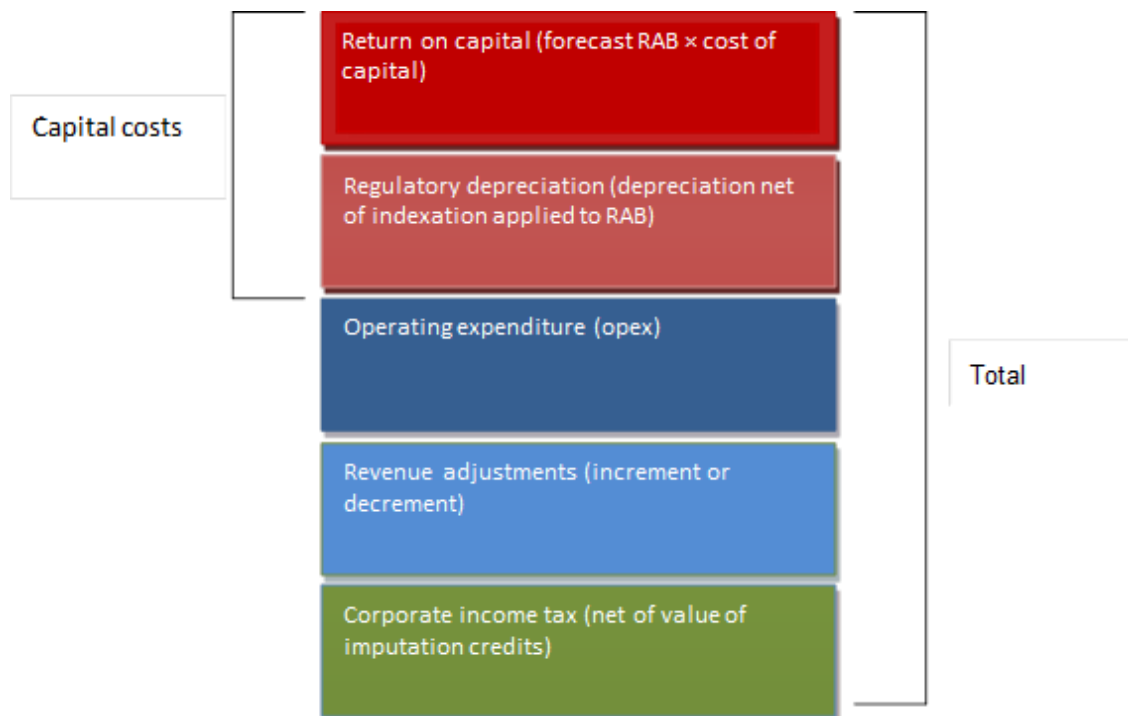 Return on capital (forecast RAB × cost of
capital)
Capital costs
Regulatory depreciation (depreciation net
of indexation applied to RAB)
Operating expenditure (opex)
Total
Revenue adjustments (increment or
decrement)
Corporate income tax (net of value of
imputation credits)